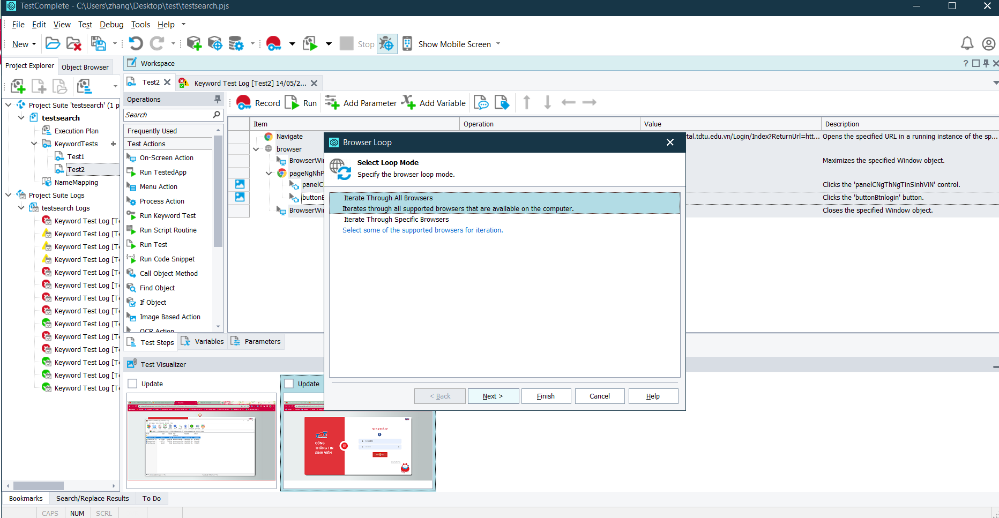 TestComplete - C:\Users\zhang\Desktop\test\testsearch.pjs
File Edit View Test Debug Tools Help
New Stop Show Mobile Screen
Project Explorer Object Browser
Workspace
Test2 Keyword Test Log [Test2] 14/05/2...
Project Suite 'testsearch' (1 p
testsearch
Execution Plan
KeywordTests
Test1
Test2
NameMapping
Project Suite Logs
testsearch Logs
Keyword Test Log [T
Keyword Test Log [T
Keyword Test Log [T
Keyword Test Log [T
Keyword Test Log [T
Keyword Test Log [T
Keyword Test Log [T
Keyword Test Log [T
Keyword Test Log [T
Keyword Test Log [T
Keyword Test Log [T
Keyword Test Log [T
Keyword Test Log [T
Keyword Test Log [T
Operations
Search
Frequently Used
Test Actions
On-Screen Action
Run TestedApp
Menu Action
Process Action
Run Keyword Test
Run Script Routine
Run Test
Run Code Snippet
Call Object Method
Find Object
If Object
Image Based Action
OCR Action
Record Run Add Parameter Add Variable
Item Operation Value Description
Navigate tal.tdtu.edu.vn/Login/Index?ReturnUrl=htt... Opens the specified URL in a running instance of the sp...
browser
BrowserWi Maximizes the specified Window object.
pageNgNhP
panelC Clicks the 'panelCNgThNgTinSinhViN' control.
buttonB Clicks the 'buttonBtnlogin' button.
BrowserWi Closes the specified Window object.
Browser Loop
Select Loop Mode
Specify the browser loop mode.
Iterate Through All Browsers
Iterates through all supported browsers that are available on the computer.
Iterate Through Specific Browsers
Select some of the supported browsers for iteration.
< Back Next > Finish Cancel Help
Test Steps Variables Parameters
Test Visualizer
Update Update
XIN CHÀO!
CỔNG
THÔNG TIN
SINH VIÊN
Bookmarks Search/Replace Results To Do
CAPS NUM SCRL